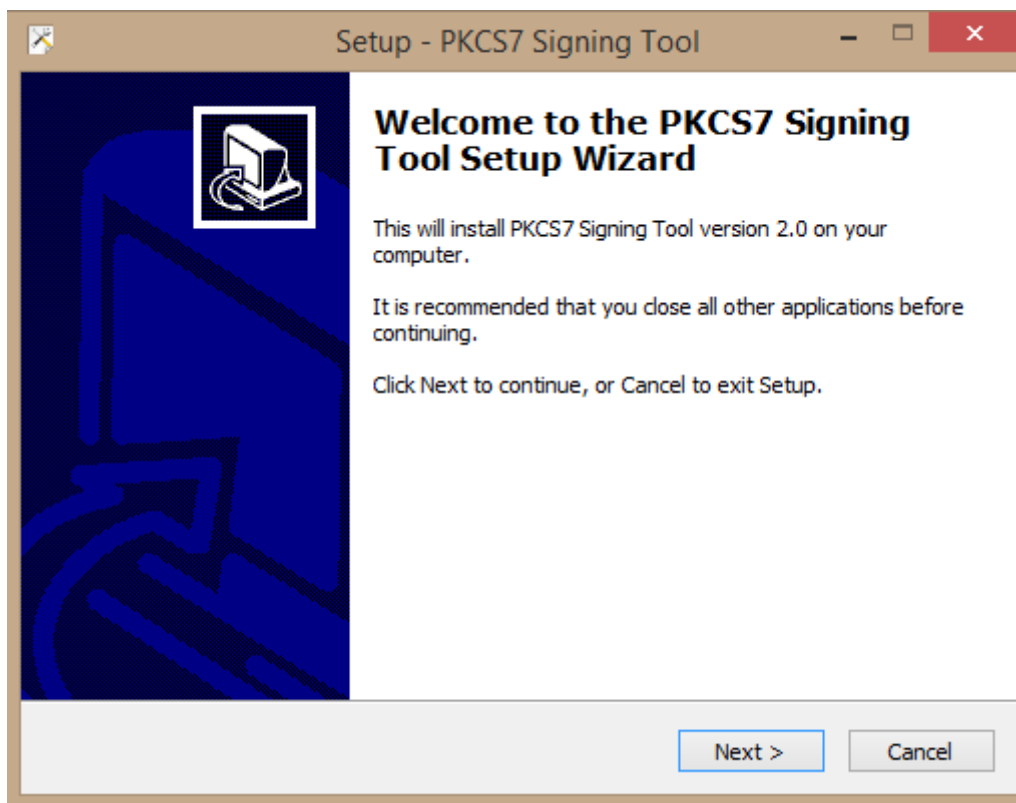 Setup - PKCS7 Signing Tool
Welcome to the PKCS7 Signing
Tool Setup Wizard
This will install PKCS7 Signing Tool version 2.0 on your
computer.
It is recommended that you close all other applications before
continuing.
Click Next to continue, or Cancel to exit Setup.
Next >
Cancel